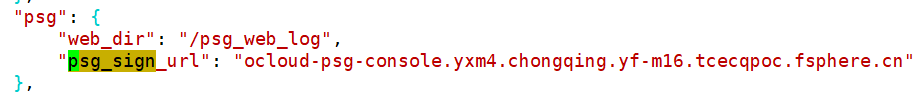 },
"psg": {
"web_dir": "/psg_web_log",
"psg_sign_url": "ocloud-psg-console.yxm4.chongqing.yf-m16.tcecqpoc.fsphere.cn"
},